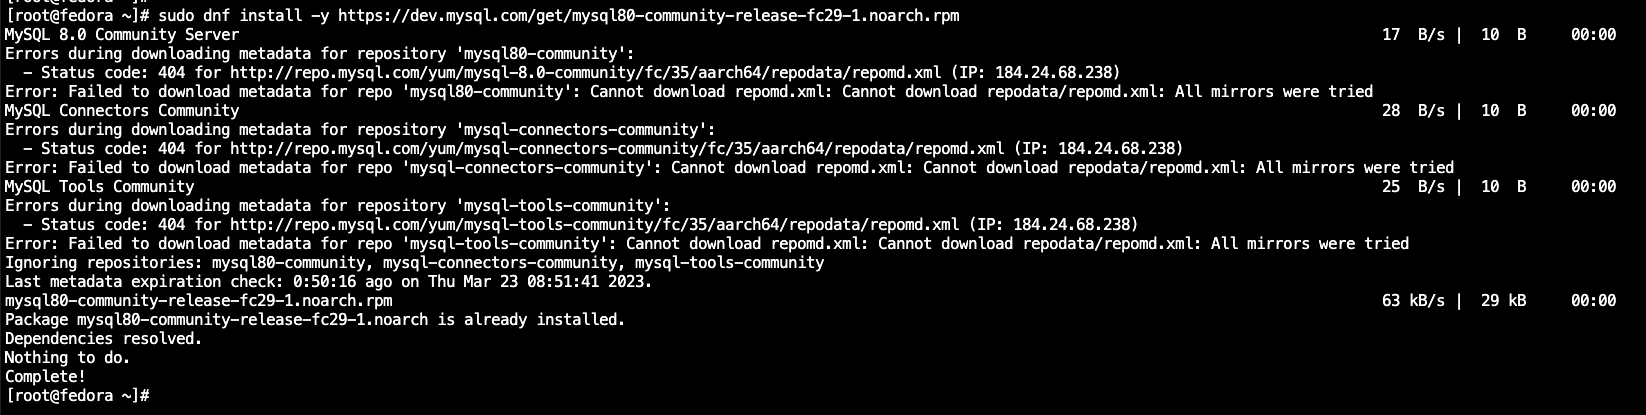 [root@fedora ~]#
[root@fedora ~]# sudo dnf install -y https://dev.mysql.com/get/mysql80-community-release-fc29-1.noarch.rpm
MySQL 8.0 Community Server 17 B/s | 10 B 00:00
Errors during downloading metadata for repository 'mysql80-community':
- Status code: 404 for http://repo.mysql.com/yum/mysql-8.0-community/fc/35/aarch64/repodata/repomd.xml (IP: 184.24.68.238)
Error: Failed to download metadata for repo 'mysql80-community': Cannot download repomd.xml: Cannot download repodata/repomd.xml: All mirrors were tried
MySQL Connectors Community 28 B/s | 10 B 00:00
Errors during downloading metadata for repository 'mysql-connectors-community':
- Status code: 404 for http://repo.mysql.com/yum/mysql-connectors-community/fc/35/aarch64/repodata/repomd.xml (IP: 184.24.68.238)
Error: Failed to download metadata for repo 'mysql-connectors-community': Cannot download repomd.xml: Cannot download repodata/repomd.xml: All mirrors were tried
MySQL Tools Community 25 B/s | 10 B 00:00
Errors during downloading metadata for repository 'mysql-tools-community':
- Status code: 404 for http://repo.mysql.com/yum/mysql-tools-community/fc/35/aarch64/repodata/repomd.xml (IP: 184.24.68.238)
Error: Failed to download metadata for repo 'mysql-tools-community': Cannot download repomd.xml: Cannot download repodata/repomd.xml: All mirrors were tried
Ignoring repositories: mysql80-community, mysql-connectors-community, mysql-tools-community
Last metadata expiration check: 0:50:16 ago on Thu Mar 23 08:51:41 2023.
mysql80-community-release-fc29-1.noarch.rpm 63 kB/s | 29 kB 00:00
Package mysql80-community-release-fc29-1.noarch is already installed.
Dependencies resolved.
Nothing to do.
Complete!
[root@fedora ~]#